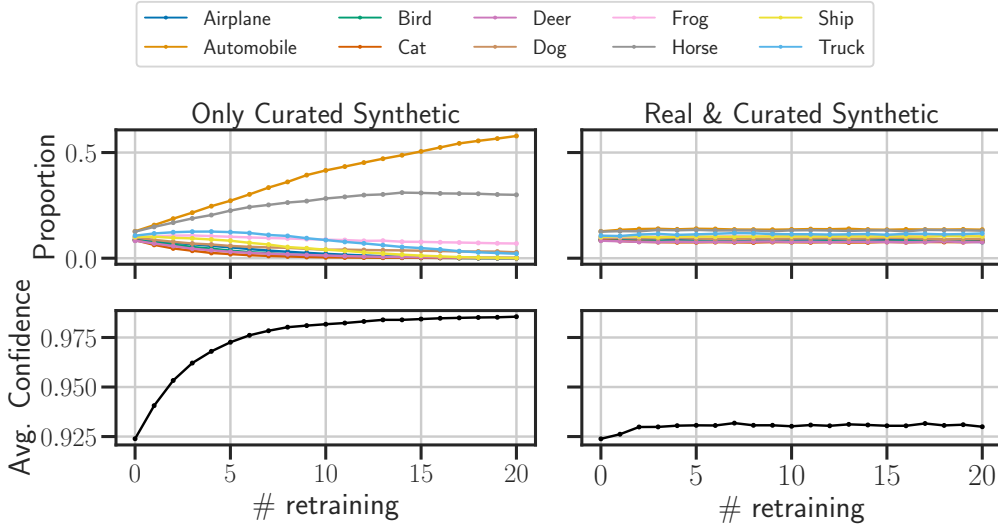 Airplane Bird Deer Frog Ship
Automobile Cat Dog Horse Truck
Only Curated Synthetic Real & Curated Synthetic
Proportion
0.5
0.0
Avg. Confidence
0.975
0.950
0.925
0 5 10 15 20 0 5 10 15 20
# retraining # retraining